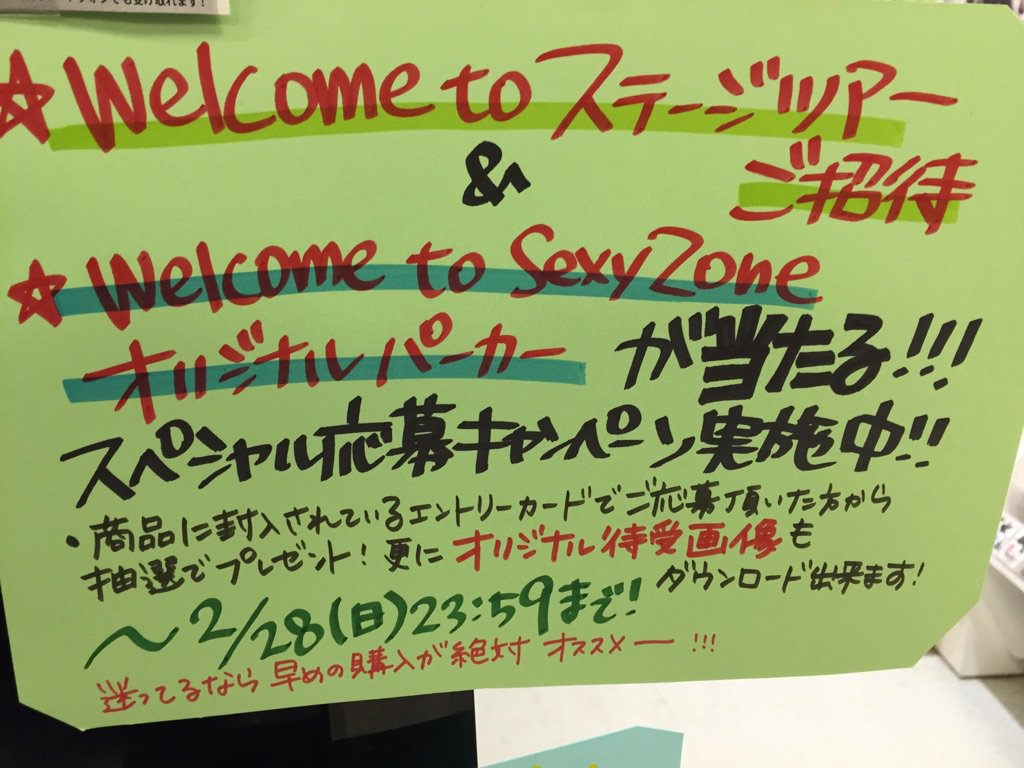 ☆Welcome to ステージツアー
&
ご招待
☆Welcome to Sexy Zone
オリジナルパーカー が当たる!!!
スペシャル応募キャンペーン実施中!!
・商品に封入されているエントリーカードでご応募頂いた方から
抽選でプレゼント!更に オリジナル待受画像も
ダウンロード出来ます!
～2/28(日)23:59まで!
迷ってるなら早めの購入が絶対 オススメー!!!